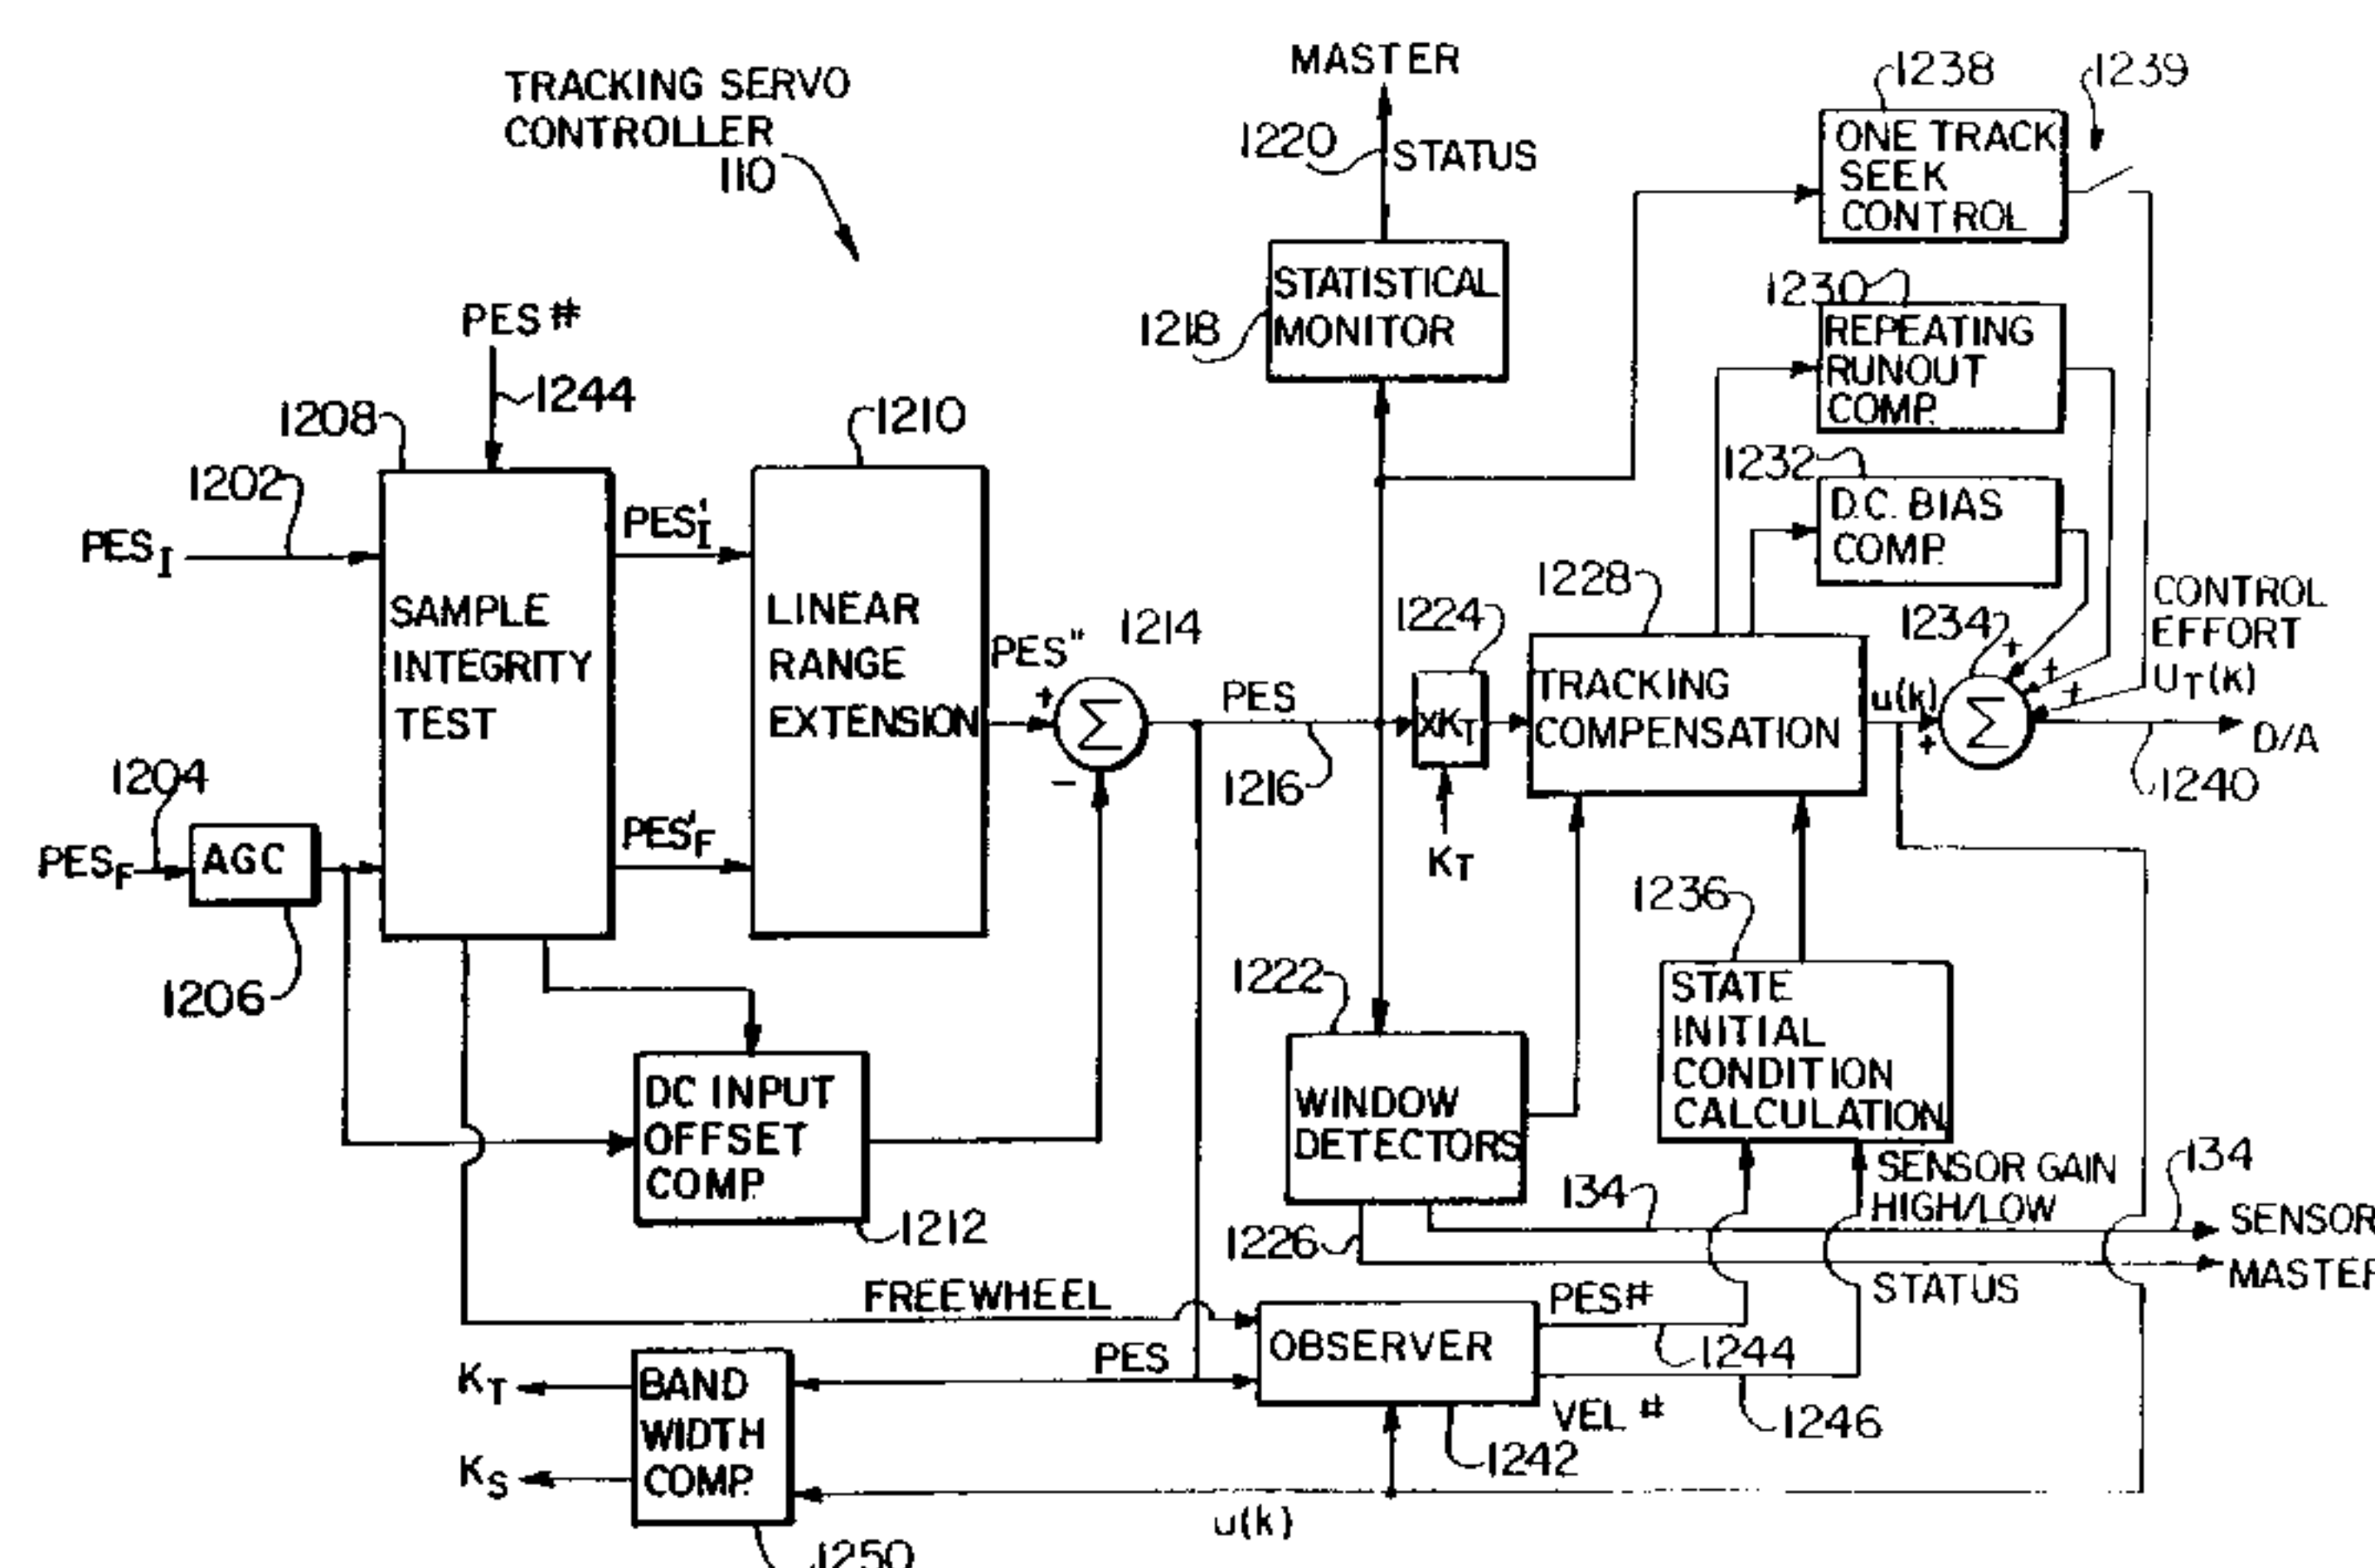 MASTER
1238
1239
TRACKING SERVO
CONTROLLER
110
1220
STATUS
ONE TRACK
SEEK
CONTROL
STATISTICAL
MONITOR
1218
1230
REPEATING
RUNOUT
COMP.
PES #
1244
1208
1210
1232
D.C. BIAS
COMP.
1202
PES'I
PESI
SAMPLE
INTEGRITY
TEST
LINEAR
RANGE
EXTENSION
PES"
1214
+
-
Σ
PES
1216
1224
XKT
KT
1228
TRACKING
COMPENSATION
u(k)
+
1234
+
+
+
Σ
CONTROL
EFFORT
UT(K)
D/A
1240
1204
PESF
AGC
1206
PES'F
1236
STATE
INITIAL
CONDITION
CALCULATION
1222
WINDOW
DETECTORS
DC INPUT
OFFSET
COMP.
1212
SENSOR GAIN
HIGH/LOW
134
134
SENSOR
1226
MASTER
STATUS
FREEWHEEL
PES#
OBSERVER
1244
PES
KT
BAND
WIDTH
COMP.
VEL #
1246
1242
KS
u(k)
1250